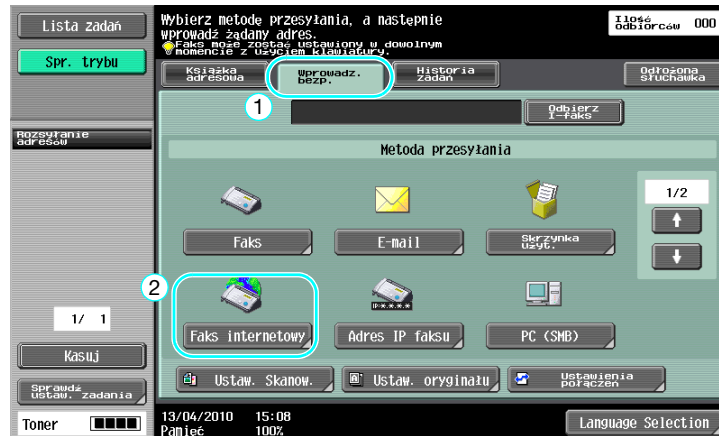 Lista zadań
Spr. trybu
Wybierz metodę przesyłania, a następnie
wprowadź żądany adres.
Faks może zostać ustawiony w dowolnym
momencie z użyciem klawiatury.
Ilość
odbiorców 000
Książka
adresowa
Wprowadz.
bezp.
Historia
zadań
Odłożona
słuchawka
1
Odbierz
I-faks
Rozsyłanie
adresów
Metoda przesyłania
Faks
E-mail
Skrzynka
użyt.
1/2
2
IP:*.*.*.*
Faks internetowy
Adres IP faksu
PC (SMB)
1/ 1
Kasuj
Sprawdź
ustaw. zadania
Ustaw. Skanow.
Ustaw. oryginału
Ustawienia
połączeń
Toner
13/04/2010 15:08
Pamięć 100%
Language Selection